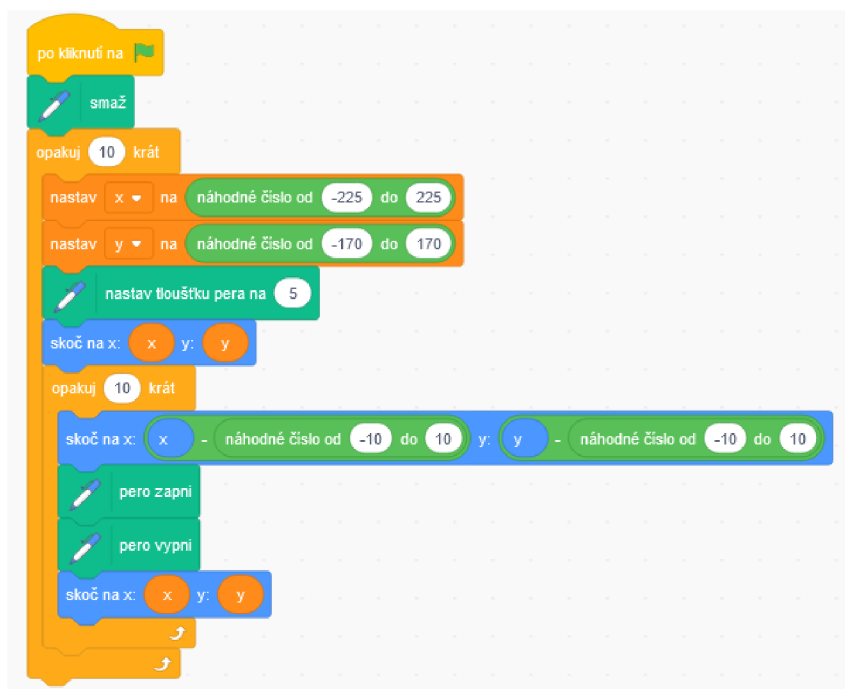 po kliknutí na
smaž
opakuj 10 krát
nastav x na náhodné číslo od -225 do 225
nastav y na náhodné číslo od -170 do 170
nastav tloušťku pera na 5
skoč na x: x y: y
opakuj 10 krát
skoč na x: x - náhodné číslo od -10 do 10 y: y - náhodné číslo od -10 do 10
pero zapni
pero vypni
skoč na x: x y: y